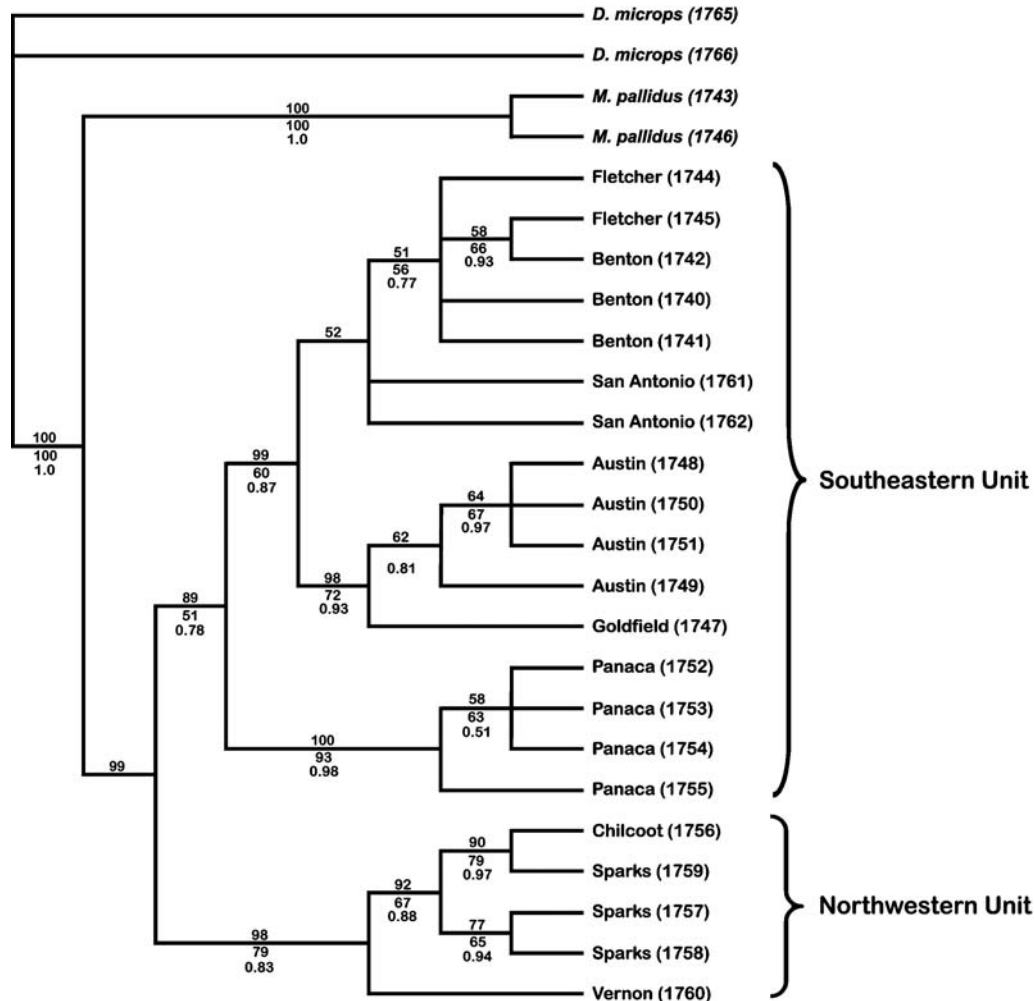 D. microps (1765)
D. microps (1766)
M. pallidus (1743)
100
100
1.0
M. pallidus (1746)
Fletcher (1744)
Fletcher (1745)
58
66
0.93
Benton (1742)
51
56
0.77
Benton (1740)
Benton (1741)
52
San Antonio (1761)
San Antonio (1762)
100
100
1.0
99
60
0.87
Austin (1748)
Southeastern Unit
64
67
0.97
Austin (1750)
62
0.81
Austin (1751)
98
72
0.93
Austin (1749)
89
51
0.78
Goldfield (1747)
Panaca (1752)
58
63
0.51
Panaca (1753)
100
93
0.98
Panaca (1754)
99
Panaca (1755)
Chilcoot (1756)
90
79
0.97
Sparks (1759)
92
67
0.88
Northwestern Unit
Sparks (1757)
77
65
0.94
Sparks (1758)
98
79
0.83
Vernon (1760)